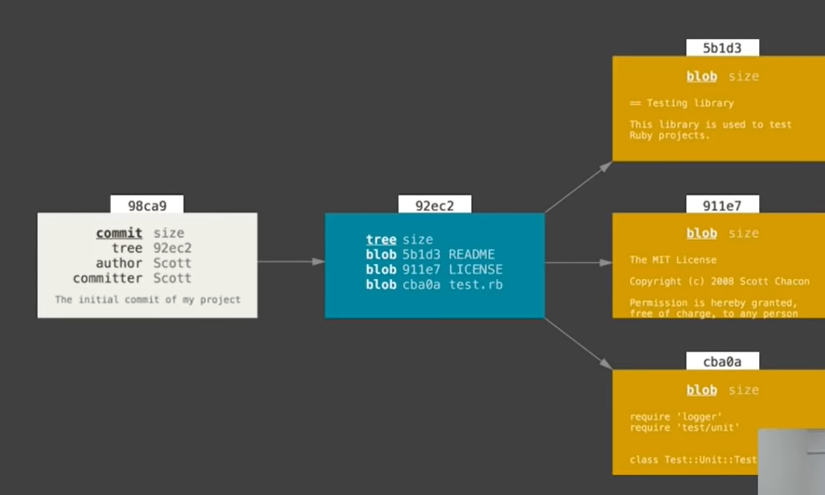 98ca9
commit size
tree 92ec2
author Scott
committer Scott
The initial commit of my project
92ec2
tree size
blob 5b1d3 README
blob 911e7 LICENSE
blob cba0a test.rb
5b1d3
blob size
== Testing library
This library is used to test
Ruby projects.
911e7
blob size
The MIT License
Copyright (c) 2008 Scott Chacon
Permission is hereby granted,
free of charge, to any person
cba0a
blob size
require 'logger'
require 'test/unit'
class Test::Unit::Test